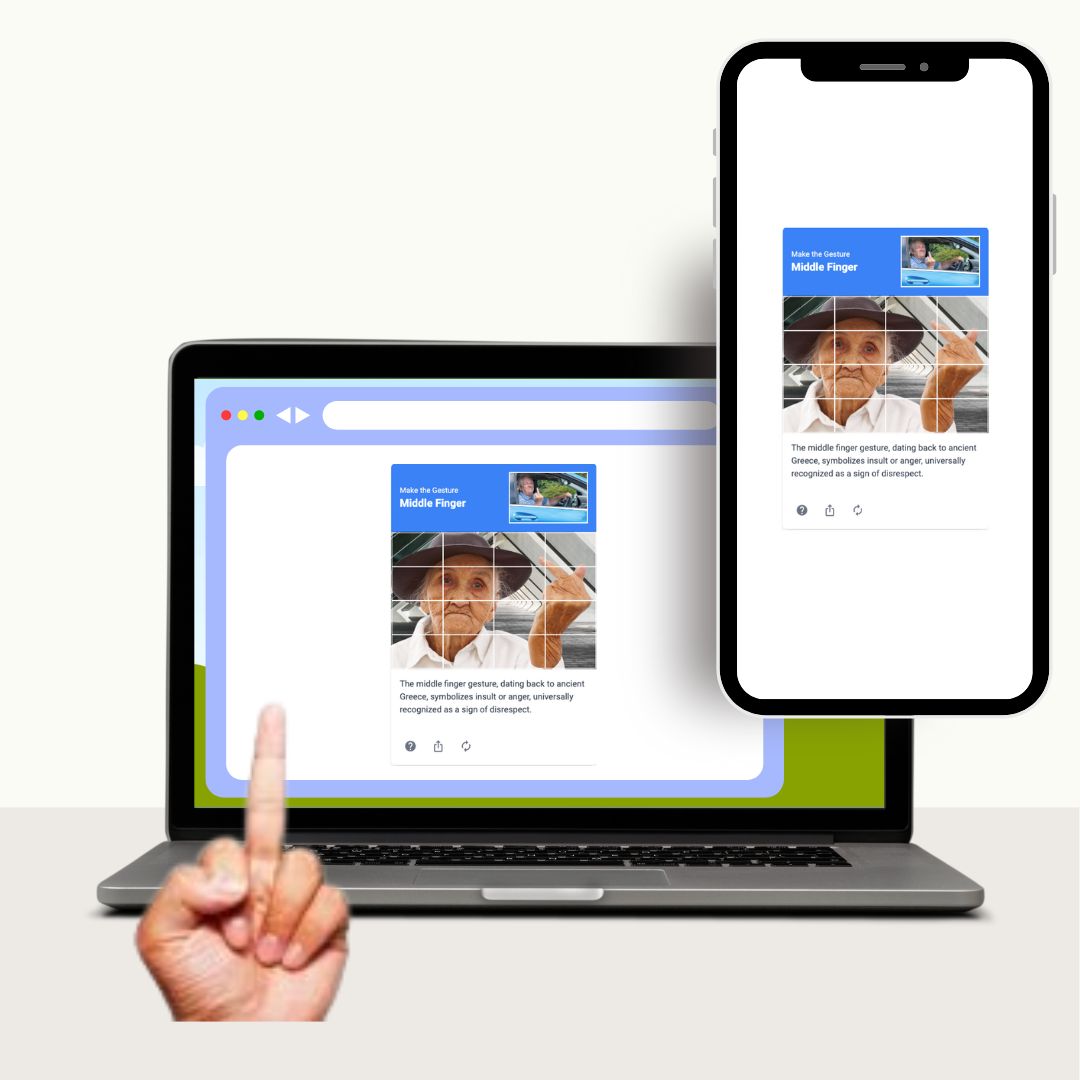 Make the Gesture
Middle Finger
The middle finger gesture, dating back to ancient
Greece, symbolizes insult or anger, universally
recognized as a sign of disrespect.
Make the Gesture
Middle Finger
The middle finger gesture, dating back to ancient
Greece, symbolizes insult or anger, universally
recognized as a sign of disrespect.